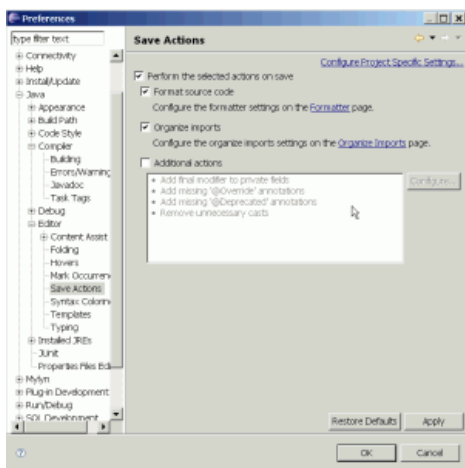 Preferences
type filter text
Save Actions
Connectivity
Help
Install/Update
Java
Appearance
Build Path
Code Style
Compiler
Building
Errors/Warning
Javadoc
Task Tags
Debug
Editor
Content Assist
Folding
Hovers
Mark Occurren
Save Actions
Syntax Colorin
Templates
Typing
Installed JREs
JUnit
Properties Files Edi
Mylyn
Plug-in Development
Run/Debug
SQL Development
Configure Project Specific Settings...
Perform the selected actions on save
Format source code
Configure the formatter settings on the Formatter page.
Organize imports
Configure the organize imports settings on the Organize Imports page.
Additional actions
Add final modifier to private fields
Add missing '@Override' annotations
Add missing '@Deprecated' annotations
Remove unnecessary casts
Configure...
Restore Defaults
Apply
OK
Cancel